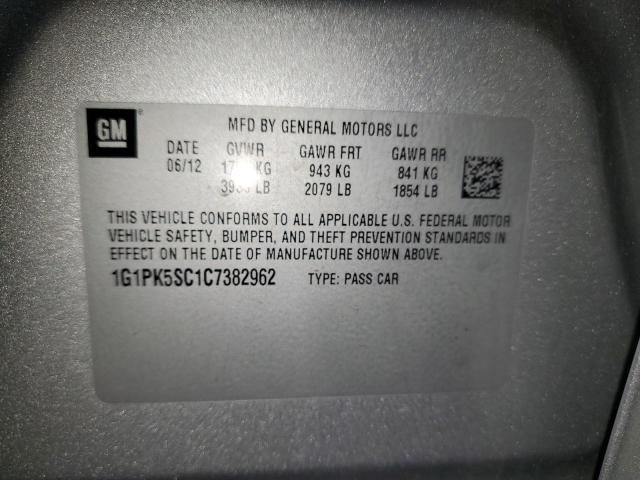 GM ®
MFD BY GENERAL MOTORS LLC
DATE GVWR GAWR FRT GAWR RR
06/12 KG 943 KG 841 KG
LB 2079 LB 1854 LB
THIS VEHICLE CONFORMS TO ALL APPLICABLE U.S. FEDERAL MOTOR
VEHICLE SAFETY, BUMPER, AND THEFT PREVENTION STANDARDS IN
EFFECT ON THE DATE OF MANUFACTURE SHOWN ABOVE.
1G1PK5SC1C7382962 TYPE: PASS CAR